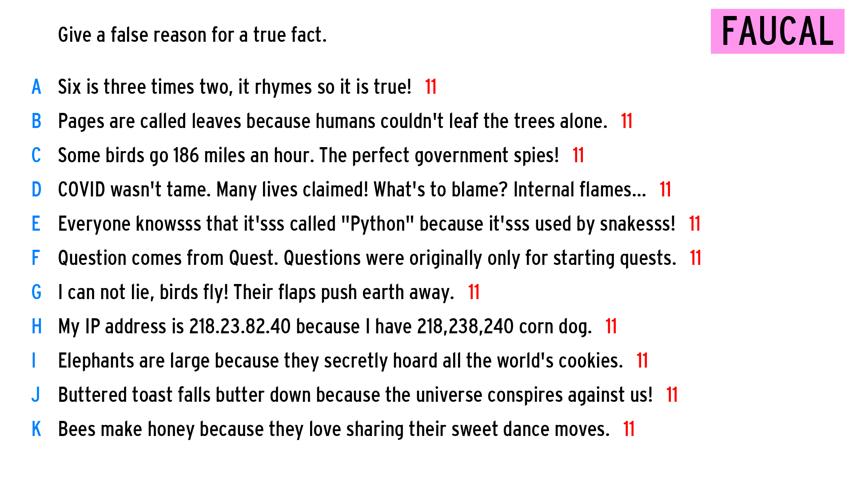 Give a false reason for a true fact.
FAUCAL
A Six is three times two, it rhymes so it is true! 11
B Pages are called leaves because humans couldn't leaf the trees alone. 11
C Some birds go 186 miles an hour. The perfect government spies! 11
D COVID wasn't tame. Many lives claimed! What's to blame? Internal flames... 11
E Everyone knowsss that it'sss called "Python" because it'sss used by snakesss! 11
F Question comes from Quest. Questions were originally only for starting quests. 11
G I can not lie, birds fly! Their flaps push earth away. 11
H My IP address is 218.23.82.40 because I have 218,238,240 corn dog. 11
I Elephants are large because they secretly hoard all the world's cookies. 11
J Buttered toast falls butter down because the universe conspires against us! 11
K Bees make honey because they love sharing their sweet dance moves. 11